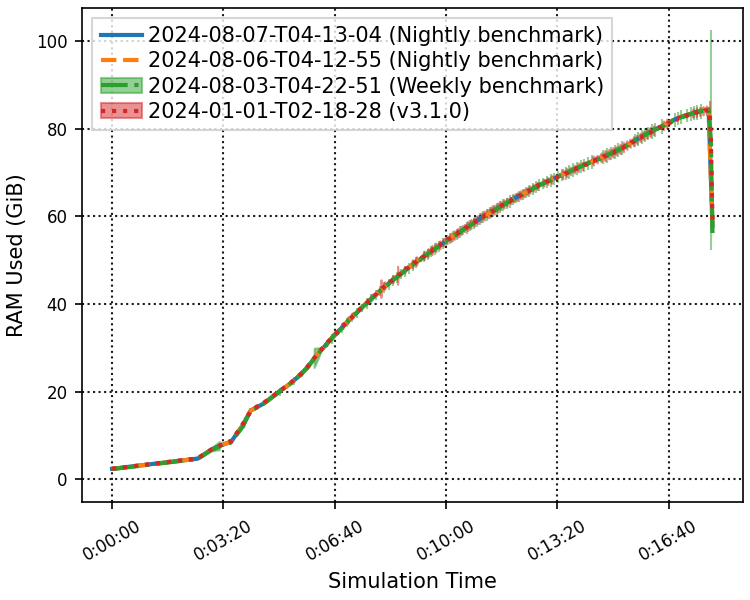 2024-08-07-T04-13-04 (Nightly benchmark)
2024-08-06-T04-12-55 (Nightly benchmark)
2024-08-03-T04-22-51 (Weekly benchmark)
2024-01-01-T02-18-28 (v3.1.0)
RAM Used (GiB)
100
80
60
40
20
0
0:00:00
0:03:20
0:06:40
0:10:00
0:13:20
0:16:40
Simulation Time